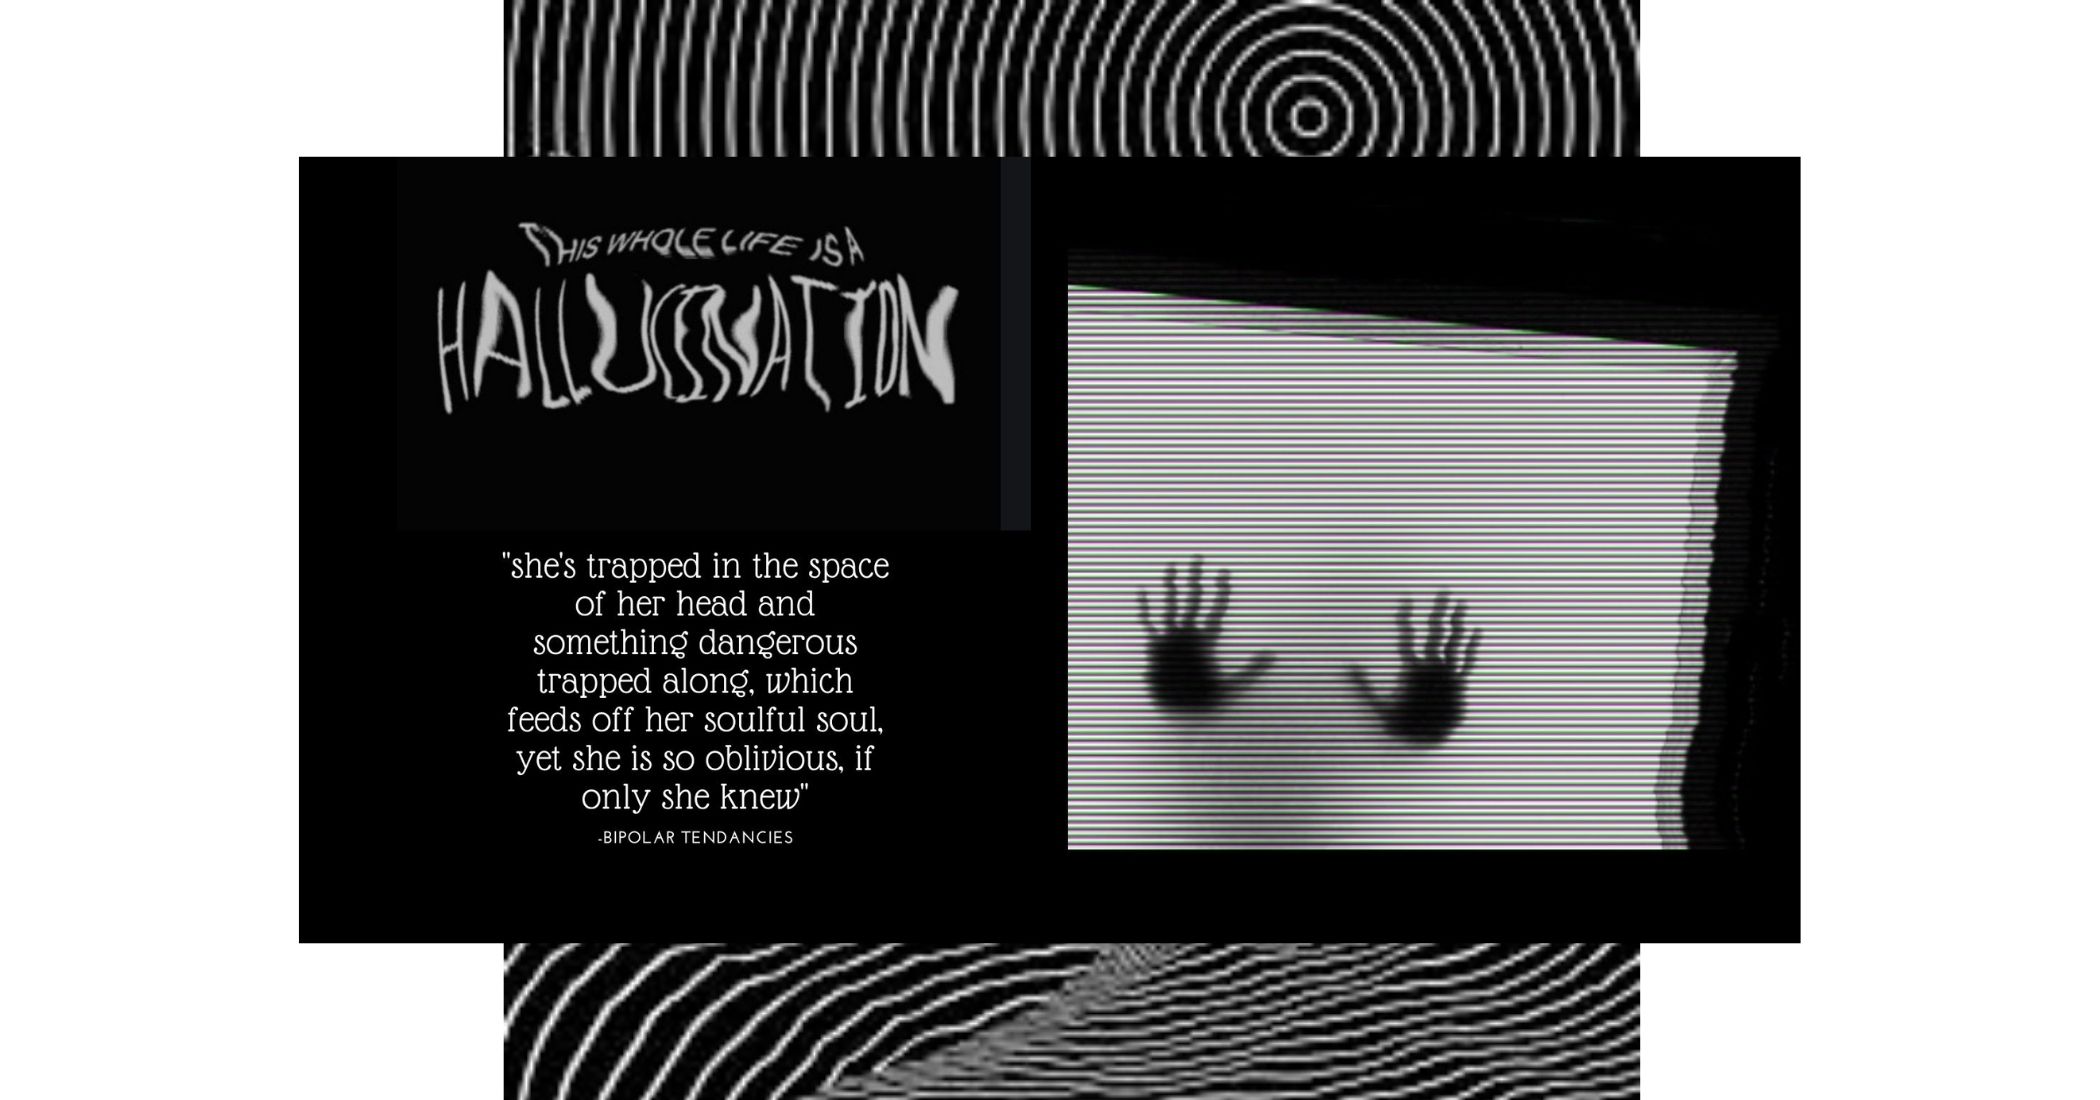 THIS WHOLE LIFE IS A
HALLUCINATION
"she's trapped in the space
of her head and
something dangerous
trapped along, which
feeds off her soulful soul,
yet she is so oblivious, if
only she knew"
-BIPOLAR TENDANCIES